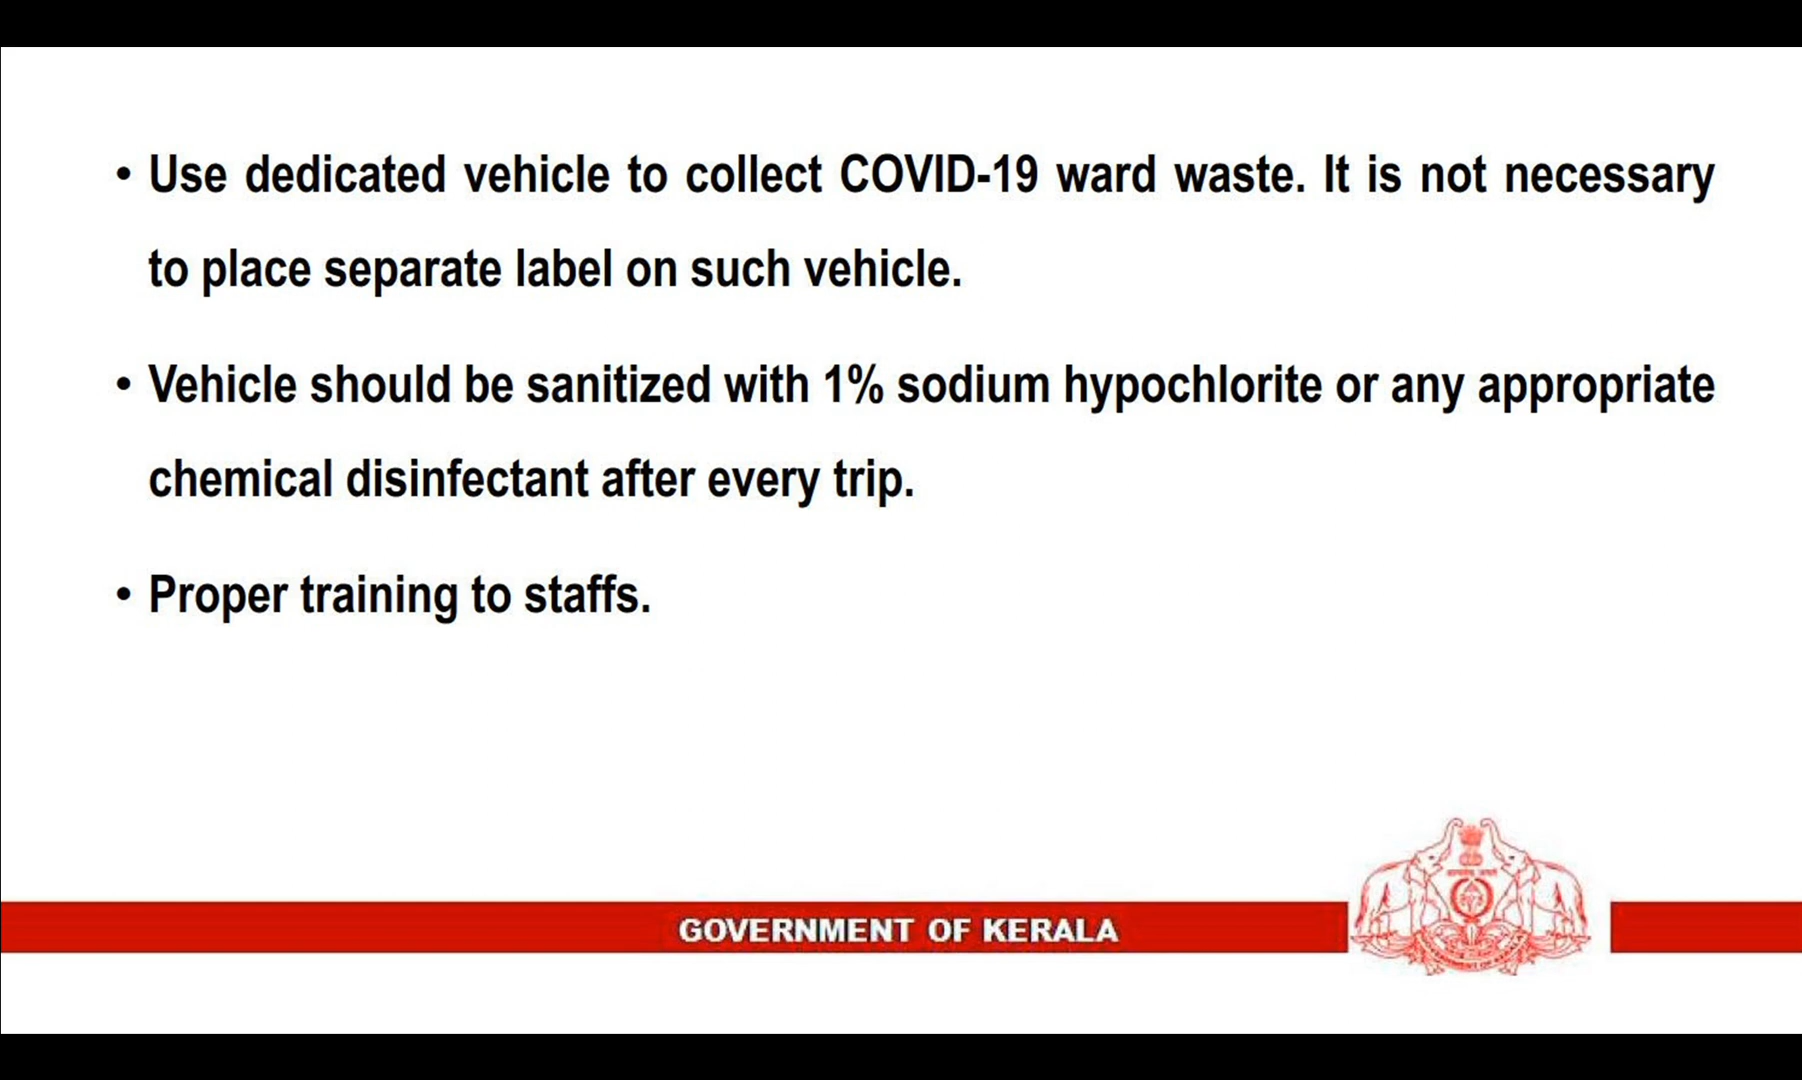 • Use dedicated vehicle to collect COVID-19 ward waste. It is not necessary
to place separate label on such vehicle.
• Vehicle should be sanitized with 1% sodium hypochlorite or any appropriate
chemical disinfectant after every trip.
• Proper training to staffs.
GOVERNMENT OF KERALA